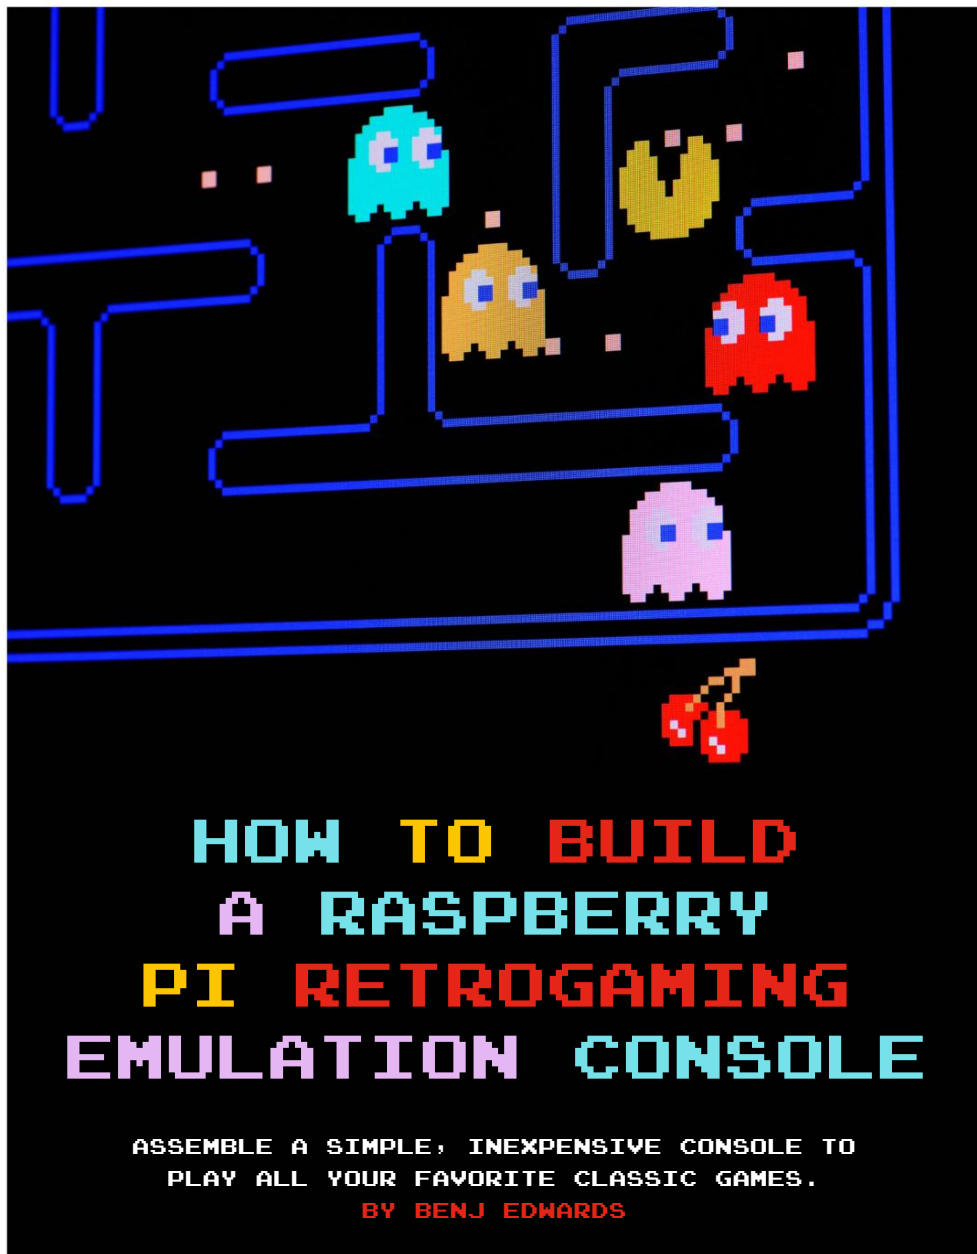 HOW TO BUILD
A RASPBERRY
PI RETROGAMING
EMULATION CONSOLE
ASSEMBLE A SIMPLE, INEXPENSIVE CONSOLE TO
PLAY ALL YOUR FAVORITE CLASSIC GAMES.
BY BENJ EDWARDS